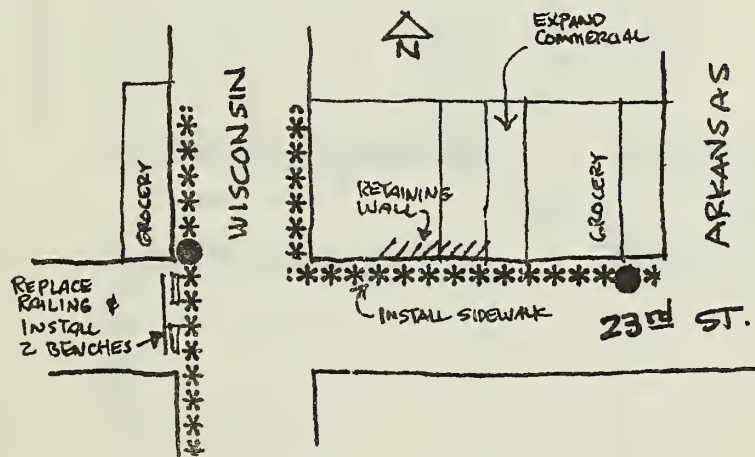 EXPAND
COMMERCIAL
N
WISCONSIN
ARKANSAS
GROCERY
RETAINING
WALL
GROCERY
REPLACE
RAILING &
INSTALL
2 BENCHES
INSTALL SIDEWALK
23rd ST.